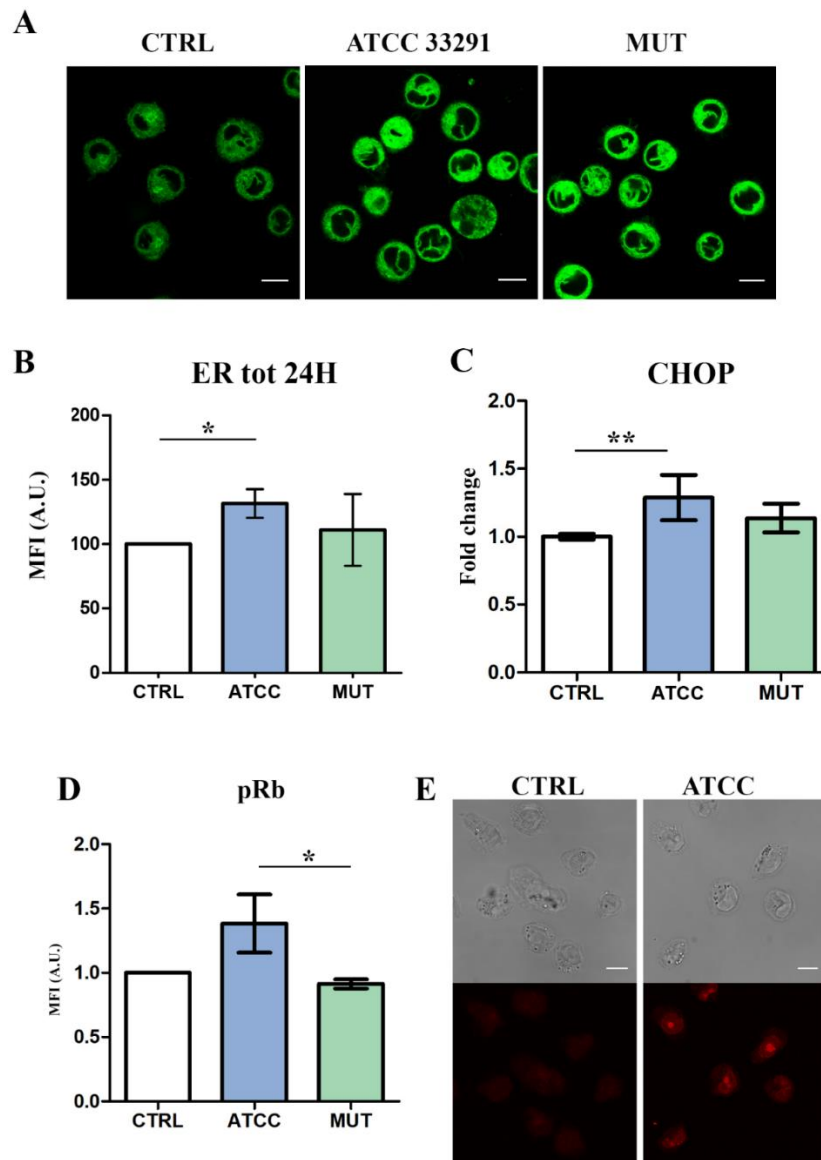 A
CTRL ATCC 33291 MUT
B
ER tot 24H
MFI (A.U.)
200
150
100
50
0
CTRL ATCC MUT
C
CHOP
Fold change
2.0
1.5
1.0
0.5
0.0
CTRL ATCC MUT
*
**
D
pRb
MFI (A.U.)
2.0
1.5
1.0
0.5
0.0
CTRL ATCC MUT
*
E
CTRL ATCC